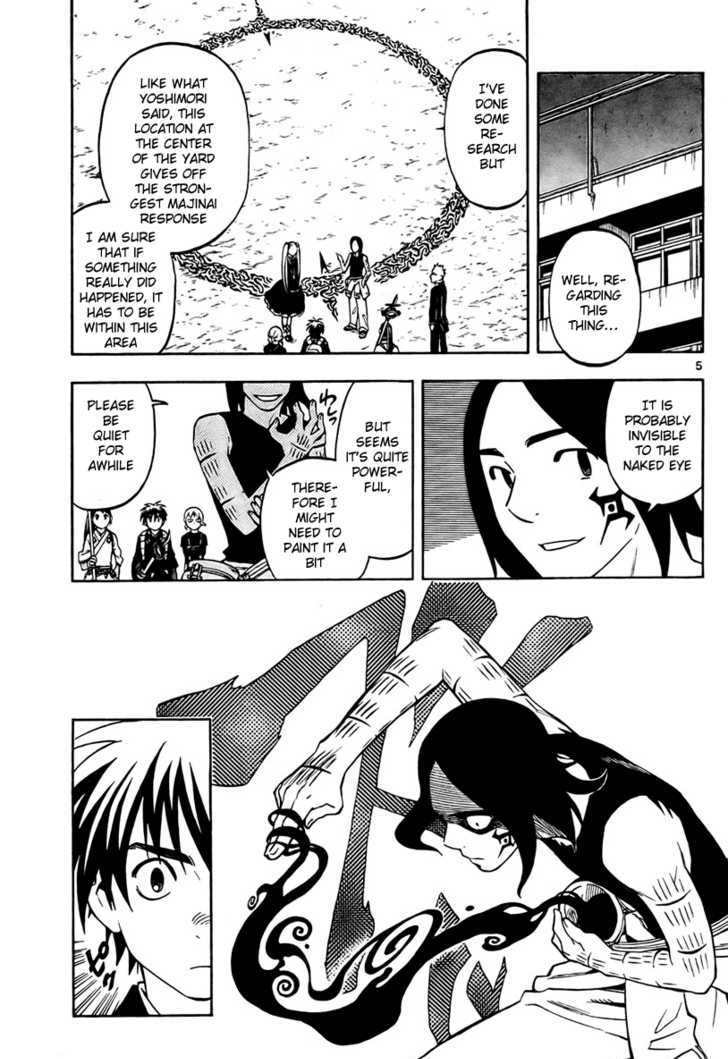 WELL, RE-
GARDING
THIS
THING...
I'VE
DONE
SOME
RE-
SEARCH
BUT
LIKE WHAT
YOSHIMORI
SAID, THIS
LOCATION AT
THE CENTER
OF THE YARD
GIVES OFF
THE STRON-
GEST MAJINAI
RESPONSE
I AM SURE
THAT IF
SOMETHING
REALLY DID
HAPPENED, IT
HAS TO BE
WITHIN THIS
AREA
5
IT IS
PROBABLY
INVISIBLE
TO THE
NAKED EYE
BUT
SEEMS
IT'S QUITE
POWER-
FUL,
THERE-
FORE I
MIGHT
NEED TO
PAINT IT A
BIT
PLEASE
BE
QUIET
FOR
AWHILE